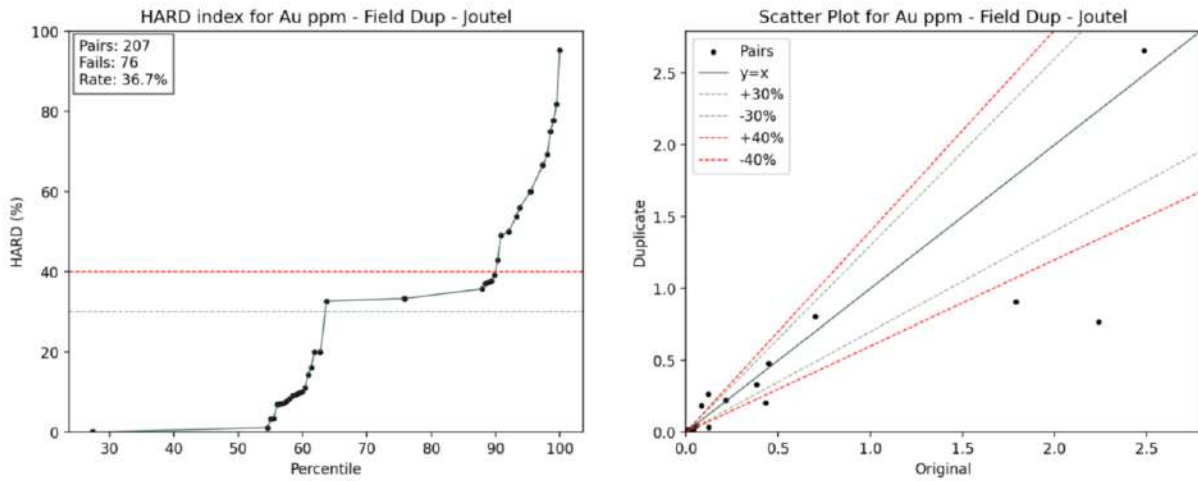 HARD index for Au ppm - Field Dup - Joutel
Pairs: 207
Fails: 76
Rate: 36.7%
100
80
60
40
20
0
HARD (%)
30 40 50 60 70 80 90 100
Percentile
Scatter Plot for Au ppm - Field Dup - Joutel
Pairs
y=x
+30%
-30%
+40%
-40%
2.5
2.0
1.5
1.0
0.5
0.0
Duplicate
0.0 0.5 1.0 1.5 2.0 2.5
Original